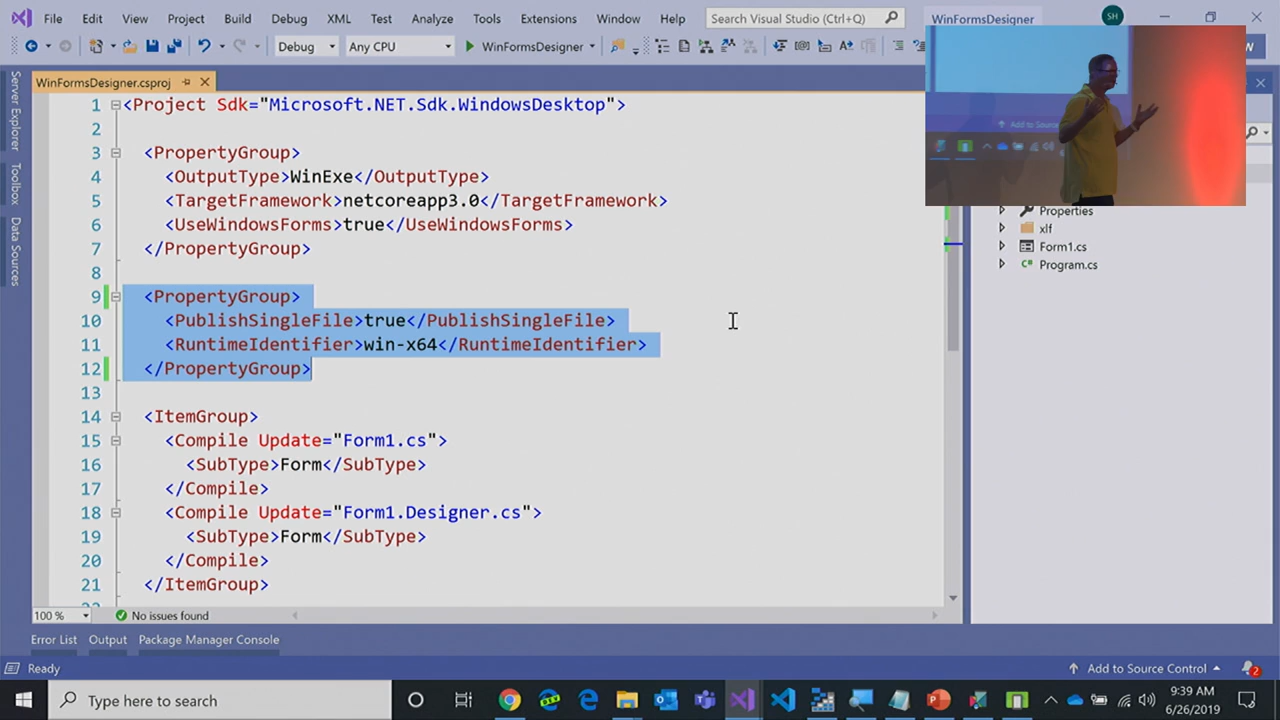 File Edit View Project Build Debug XML Test Analyze Tools Extensions Window Help Search Visual Studio (Ctrl+Q) WinFormsDesigner SH
Debug Any CPU WinFormsDesigner
WinFormsDesigner.csproj
Server Explorer
Toolbox
Data Sources
1 <Project Sdk="Microsoft.NET.Sdk.WindowsDesktop">
2
3 <PropertyGroup>
4 <OutputType>WinExe</OutputType>
5 <TargetFramework>netcoreapp3.0</TargetFramework>
6 <UseWindowsForms>true</UseWindowsForms>
7 </PropertyGroup>
8
9 <PropertyGroup>
10 <PublishSingleFile>true</PublishSingleFile>
11 <RuntimeIdentifier>win-x64</RuntimeIdentifier>
12 </PropertyGroup>
13
14 <ItemGroup>
15 <Compile Update="Form1.cs">
16 <SubType>Form</SubType>
17 </Compile>
18 <Compile Update="Form1.Designer.cs">
19 <SubType>Form</SubType>
20 </Compile>
21 </ItemGroup>
Add to Source
Properties
xlf
Form1.cs
C# Program.cs
100 % No issues found
Error List Output Package Manager Console
Ready Add to Source Control 2
Type here to search
9:39 AM
6/26/2019
2